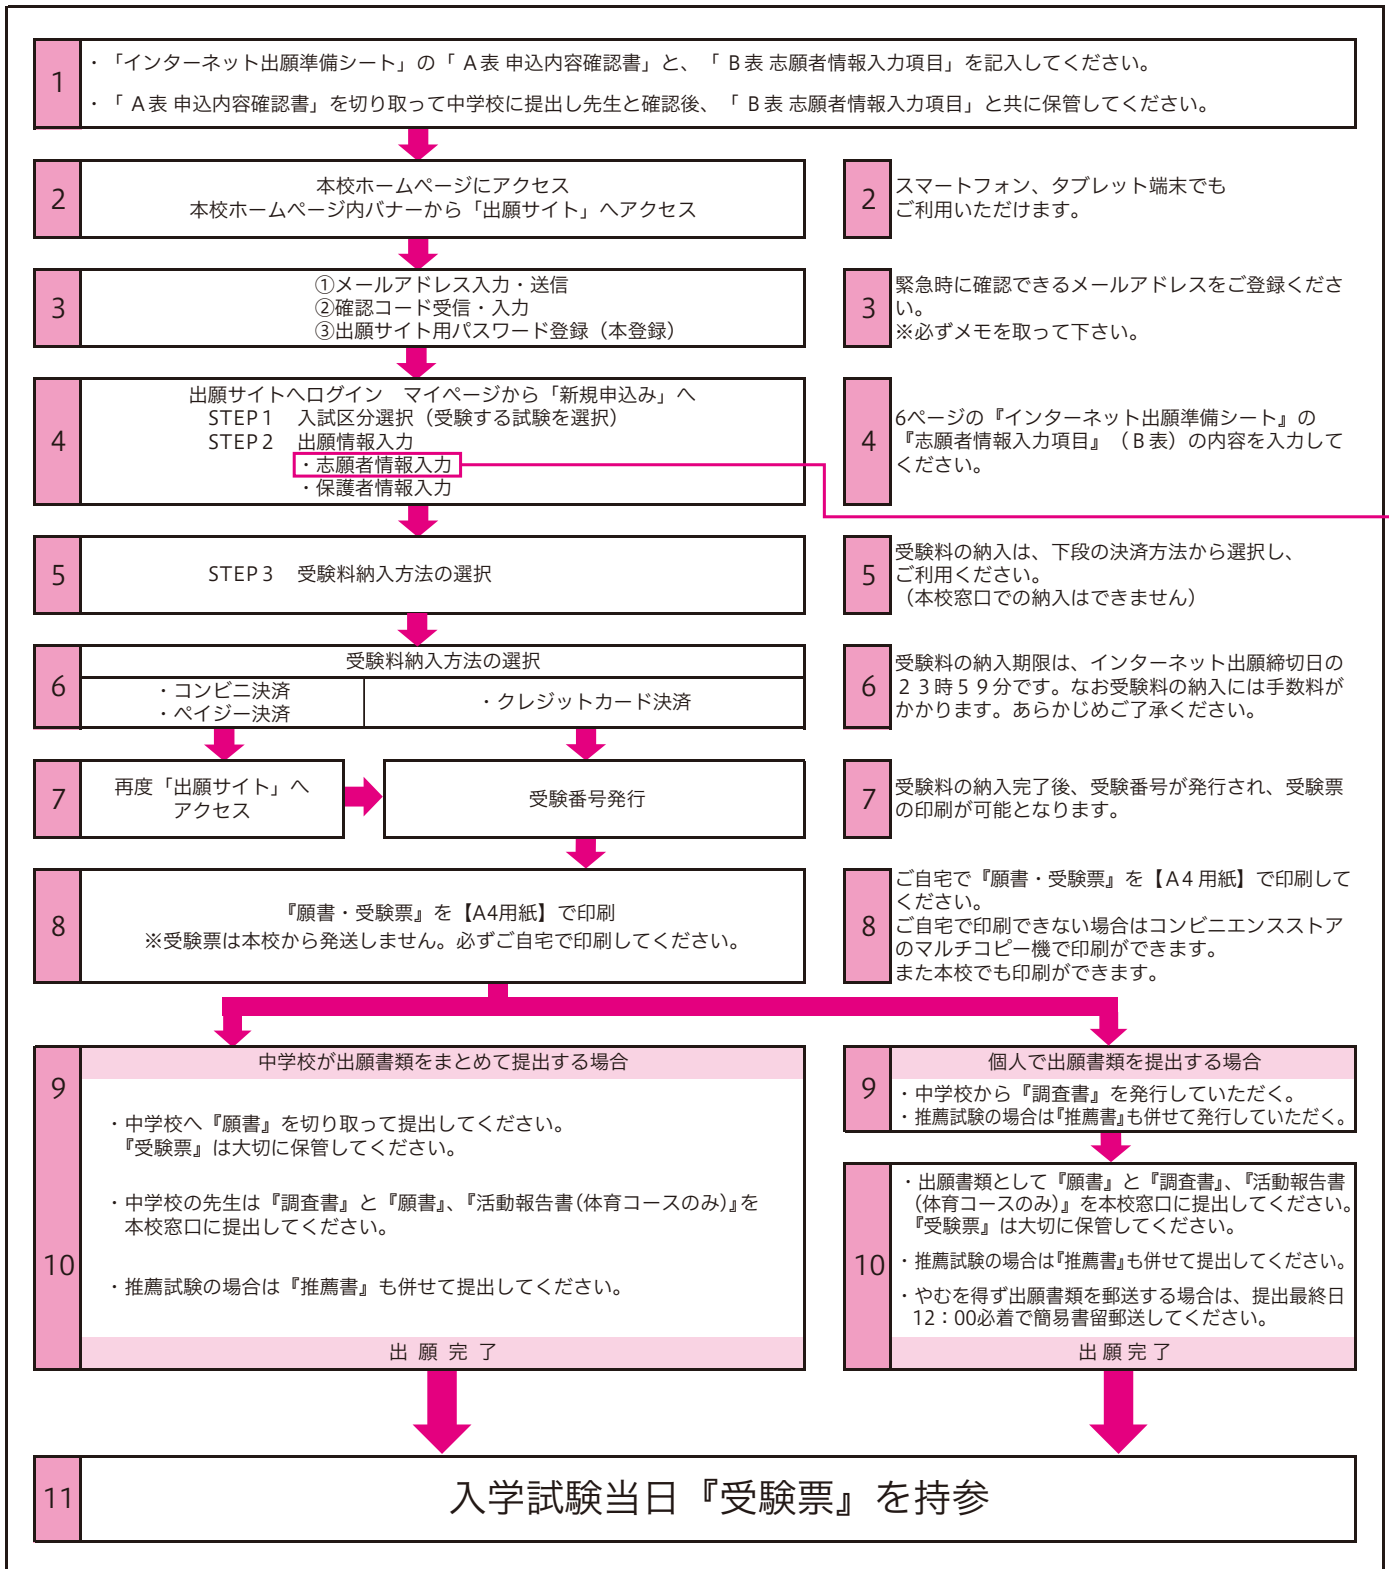 1
・「インターネット出願準備シート」の「 A表 申込内容確認書」と、「 B表 志願者情報入力項目」を記入してください。
・「 A表 申込内容確認書」を切り取って中学校に提出し先生と確認後、「 B表 志願者情報入力項目」と共に保管してください。
2
本校ホームページにアクセス
本校ホームページ内バナーから「出願サイト」へアクセス
2
スマートフォン、タブレット端末でも
ご利用いただけます。
3
①メールアドレス入力・送信
②確認コード受信・入力
③出願サイト用パスワード登録（本登録）
3
緊急時に確認できるメールアドレスをご登録くださ
い。
※必ずメモを取って下さい。
4
出願サイトへログイン　マイページから「新規申込み」へ
STEP1　入試区分選択（受験する試験を選択）
STEP2　出願情報入力
・志願者情報入力
・保護者情報入力
4
6ページの『インターネット出願準備シート』の
『志願者情報入力項目』（B表）の内容を入力して
ください。
5
STEP3　受験料納入方法の選択
5
受験料の納入は、下段の決済方法から選択し、
ご利用ください。
（本校窓口での納入はできません）
6
受験料納入方法の選択
・コンビニ決済
・ペイジー決済
・クレジットカード決済
6
受験料の納入期限は、インターネット出願締切日の
２３時５９分です。なお受験料の納入には手数料が
かかります。あらかじめご了承ください。
7
再度「出願サイト」へ
アクセス
受験番号発行
7
受験料の納入完了後、受験番号が発行され、受験票
の印刷が可能となります。
8
『願書・受験票』を【A4用紙】で印刷
※受験票は本校から発送しません。必ずご自宅で印刷してください。
8
ご自宅で『願書・受験票』を【A4用紙】で印刷して
ください。
ご自宅で印刷できない場合はコンビニエンスストア
のマルチコピー機で印刷ができます。
また本校でも印刷ができます。
9
中学校が出願書類をまとめて提出する場合
・中学校へ『願書』を切り取って提出してください。
『受験票』は大切に保管してください。
・中学校の先生は『調査書』と『願書』、『活動報告書(体育コースのみ)』を
本校窓口に提出してください。
10
・推薦試験の場合は『推薦書』も併せて提出してください。
出 願 完 了
9
個人で出願書類を提出する場合
・中学校から『調査書』を発行していただく。
・推薦試験の場合は『推薦書』も併せて発行していただく。
10
・出願書類として『願書』と『調査書』、『活動報告書
(体育コースのみ)』を本校窓口に提出してください。
『受験票』は大切に保管してください。
・推薦試験の場合は『推薦書』も併せて提出してください。
・やむを得ず出願書類を郵送する場合は、提出最終日
12：00必着で簡易書留郵送してください。
出 願 完 了
11
入学試験当日『受験票』を持参